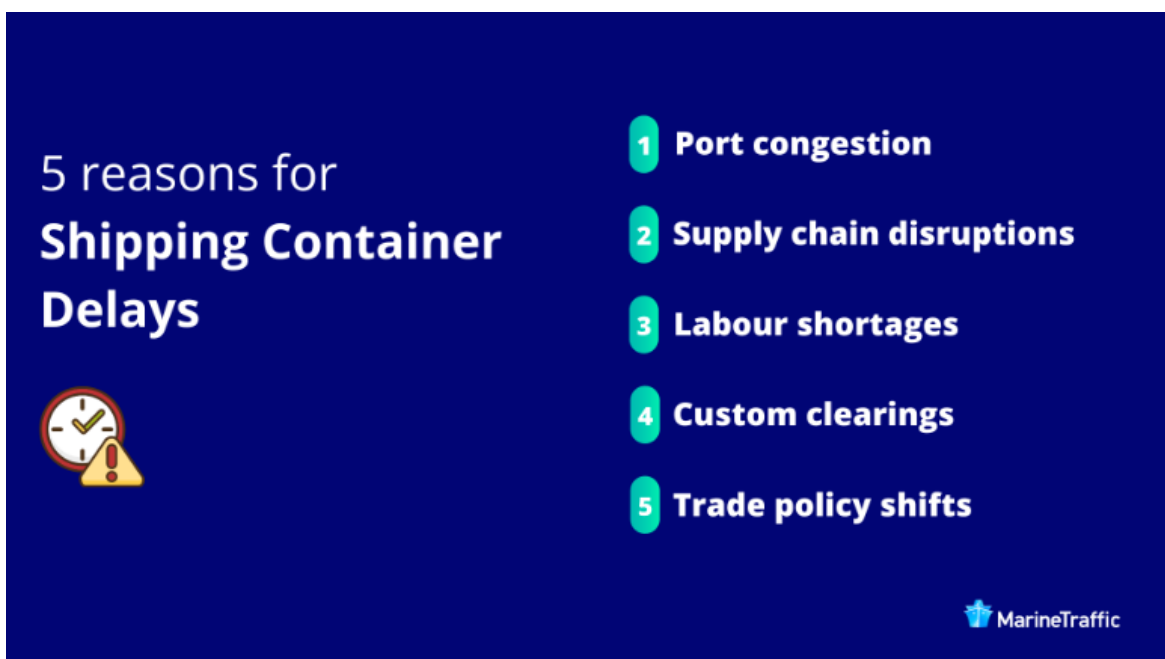 5 reasons for
Shipping Container
Delays
1 Port congestion
2 Supply chain disruptions
3 Labour shortages
4 Custom clearings
5 Trade policy shifts
MarineTraffic